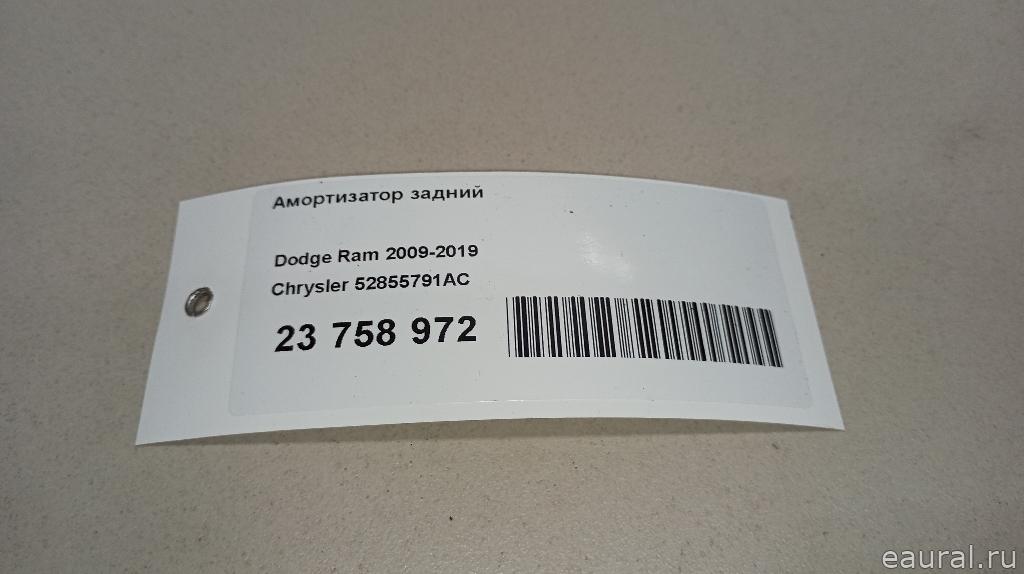 Амортизатор задний
Dodge Ram 2009-2019
Chrysler 52855791AC
23 758 972
eaural.ru